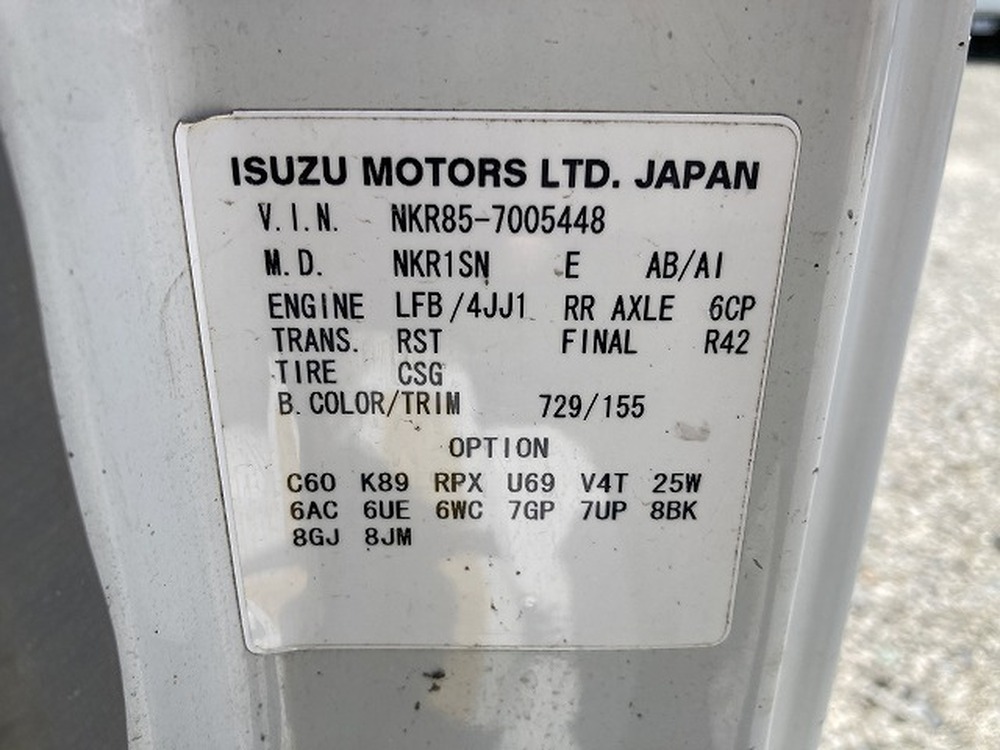 ISUZU MOTORS LTD. JAPAN
V.I.N. NKR85-7005448
M.D. NKR1SN E AB/AI
ENGINE LFB/4JJ1 RR AXLE 6CP
TRANS. RST FINAL R42
TIRE CSG
B.COLOR/TRIM 729/155
OPTION
C60 K89 RPX U69 V4T 25W
6AC 6UE 6WC 7GP 7UP 8BK
8GJ 8JM